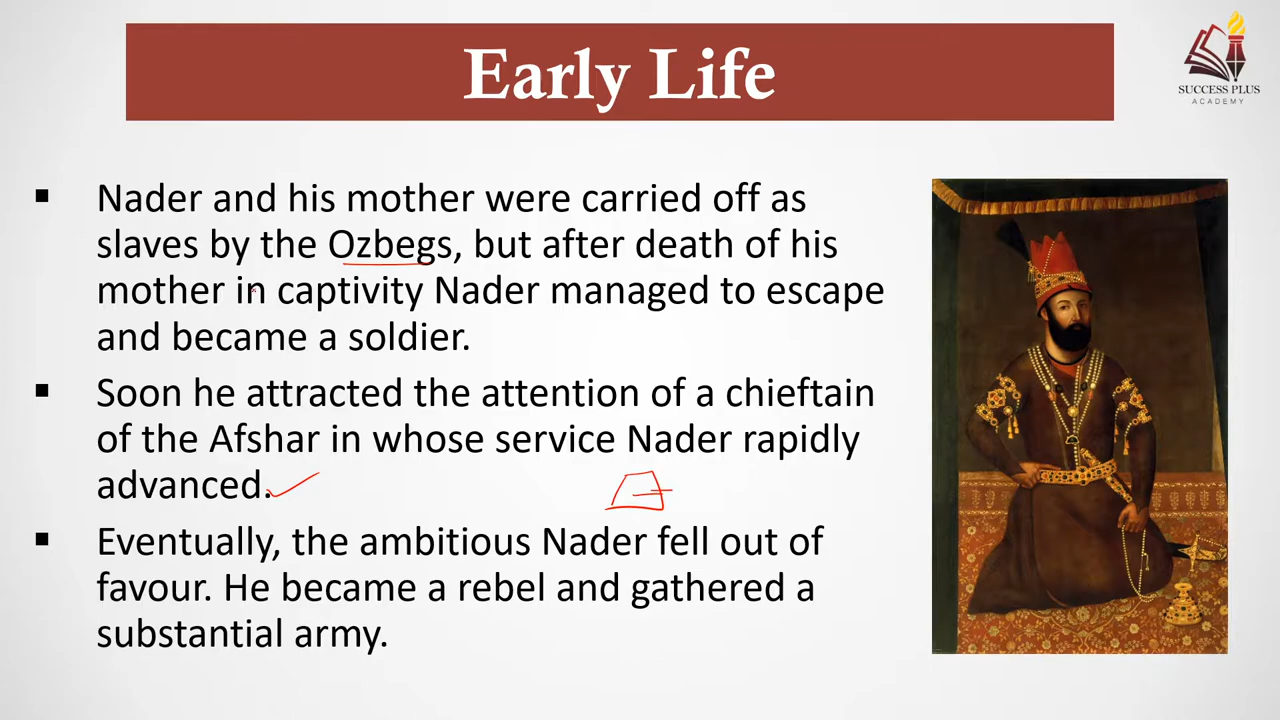 Early Life
SUCCESS PLUS
ACADEMY
▪ Nader and his mother were carried off as
slaves by the Ozbegs, but after death of his
mother in captivity Nader managed to escape
and became a soldier.
▪ Soon he attracted the attention of a chieftain
of the Afshar in whose service Nader rapidly
advanced.
▪ Eventually, the ambitious Nader fell out of
favour. He became a rebel and gathered a
substantial army.